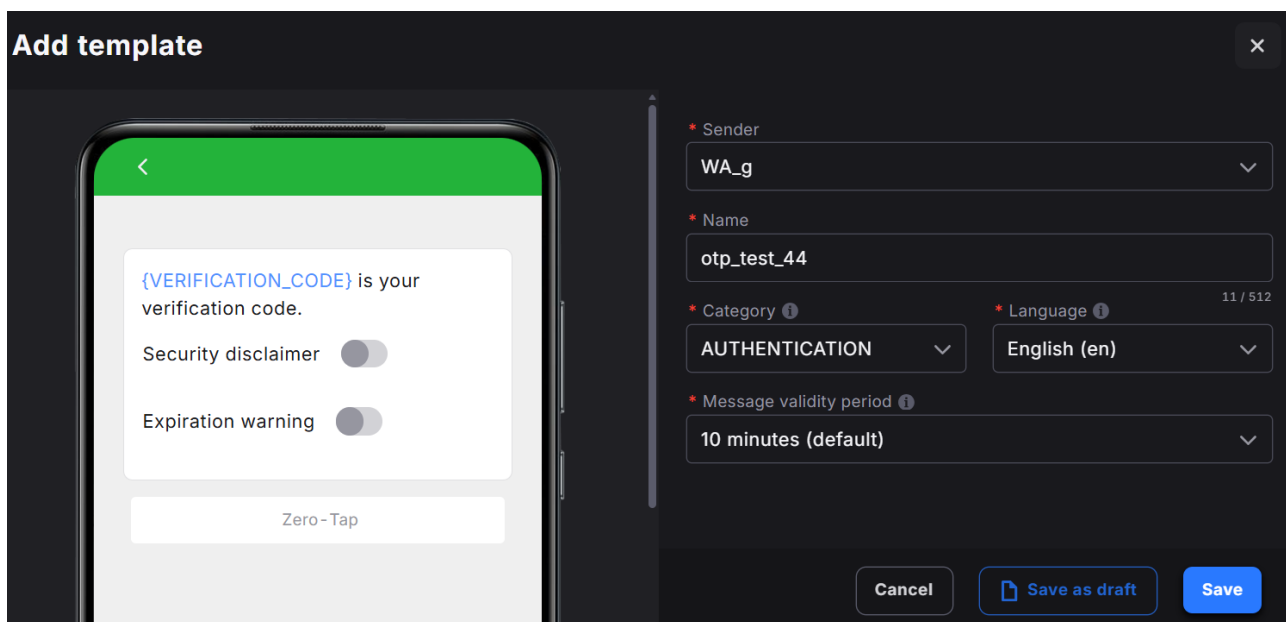 Add template
{VERIFICATION_CODE} is your
verification code.
Security disclaimer
Expiration warning
Zero-Tap
* Sender
WA_g
* Name
otp_test_44
11 / 512
* Category
* Language
AUTHENTICATION
English (en)
* Message validity period
10 minutes (default)
Cancel
Save as draft
Save